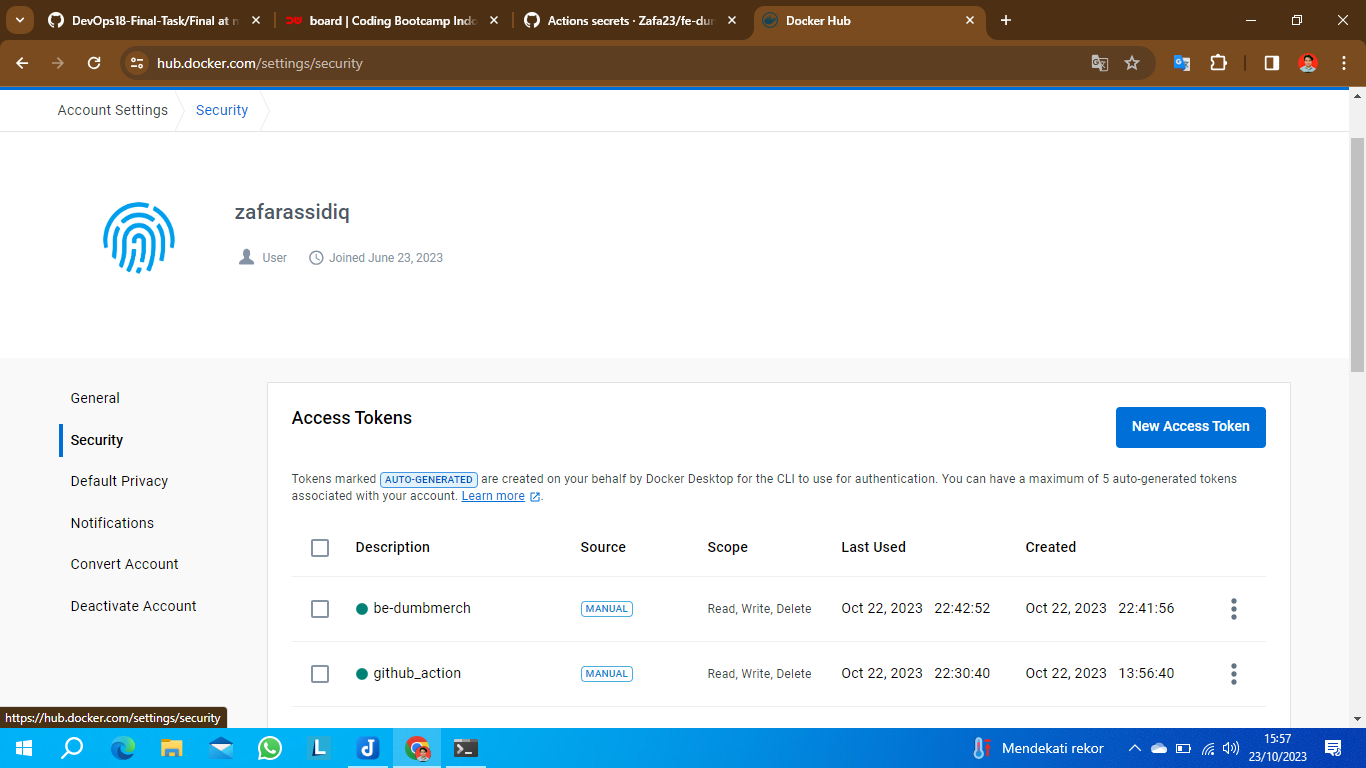 DevOps18-Final-Task/Final at m
board | Coding Bootcamp Indo
Actions secrets · Zafa23/fe-dum
Docker Hub
hub.docker.com/settings/security
Account Settings
Security
zafarassidiq
User
Joined June 23, 2023
General
Security
Default Privacy
Notifications
Convert Account
Deactivate Account
Access Tokens
New Access Token
Tokens marked AUTO-GENERATED are created on your behalf by Docker Desktop for the CLI to use for authentication. You can have a maximum of 5 auto-generated tokens
associated with your account. Learn more .
Description Source Scope Last Used Created
be-dumbmerch MANUAL Read, Write, Delete Oct 22, 2023 22:42:52 Oct 22, 2023 22:41:56
github_action MANUAL Read, Write, Delete Oct 22, 2023 22:30:40 Oct 22, 2023 13:56:40
https://hub.docker.com/settings/security
Mendekati rekor
15:57
23/10/2023